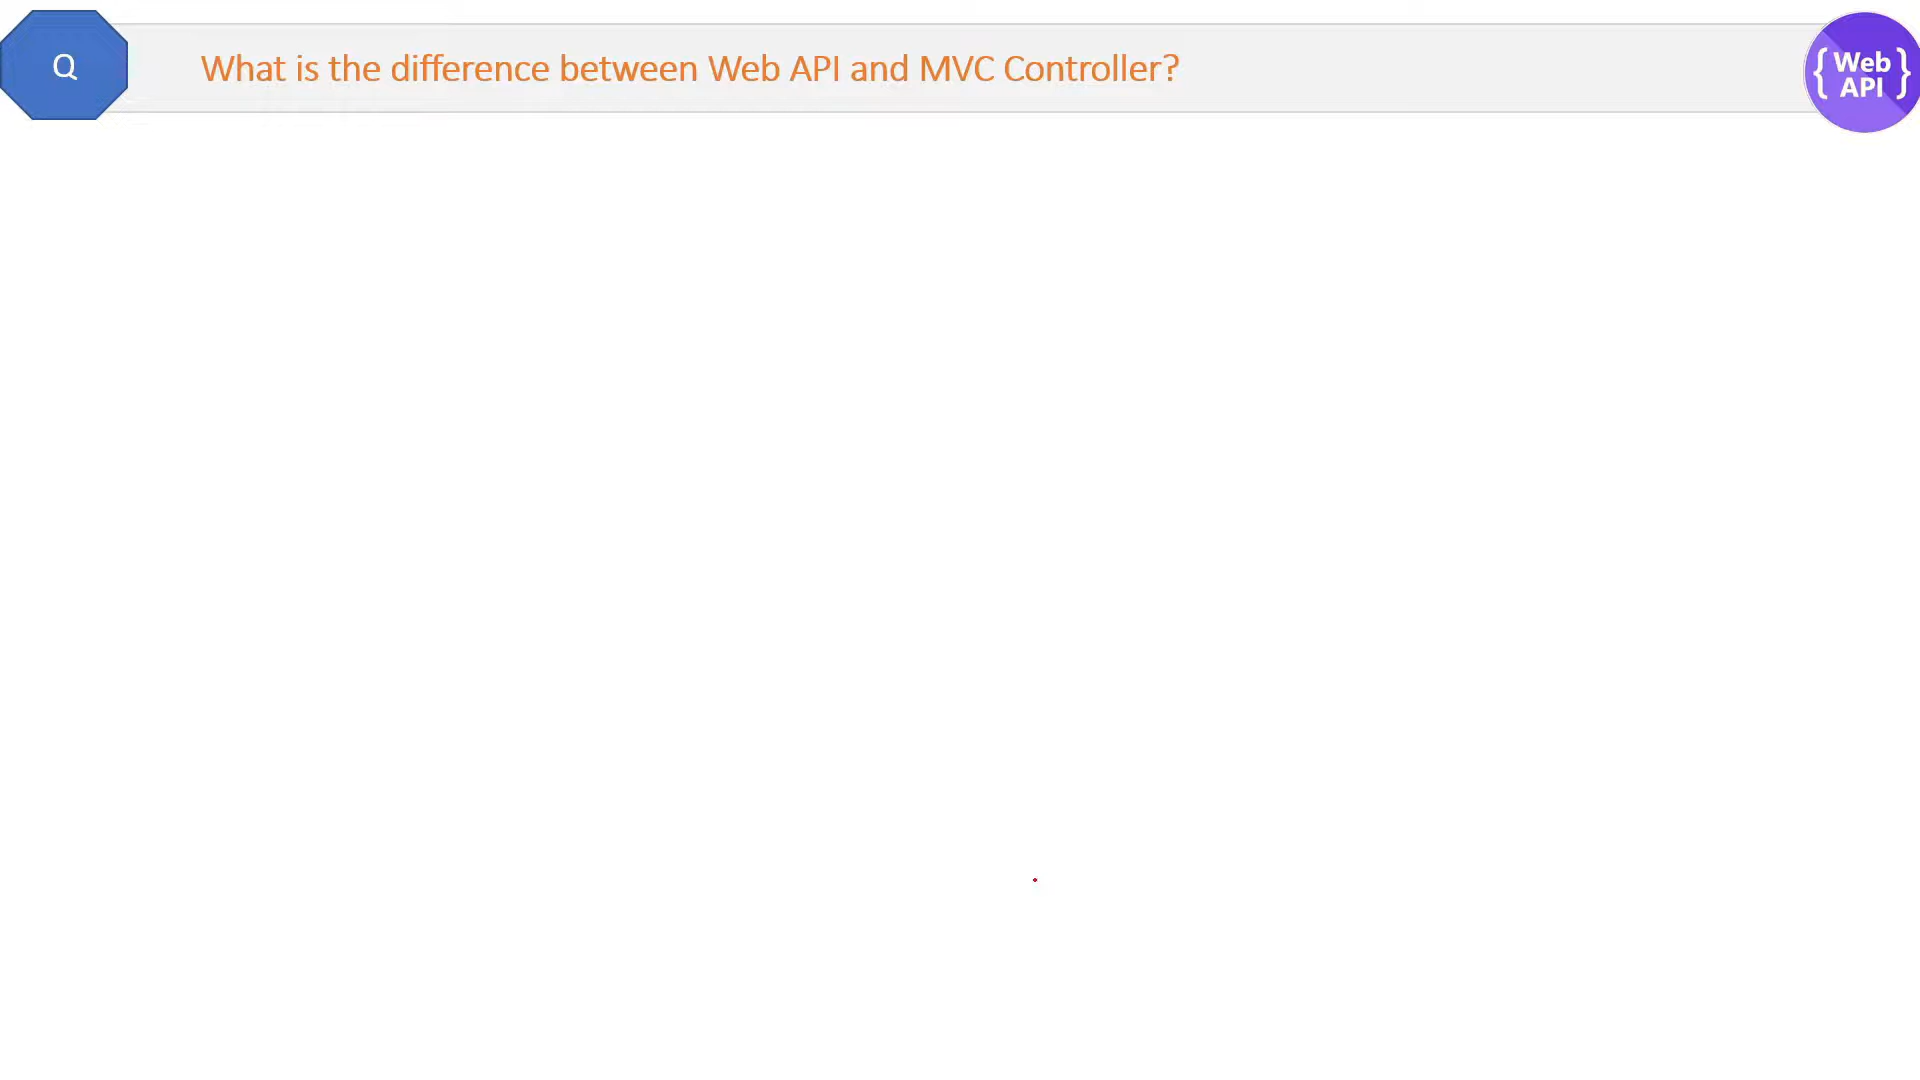 Q
What is the difference between Web API and MVC Controller?
{ Web API }